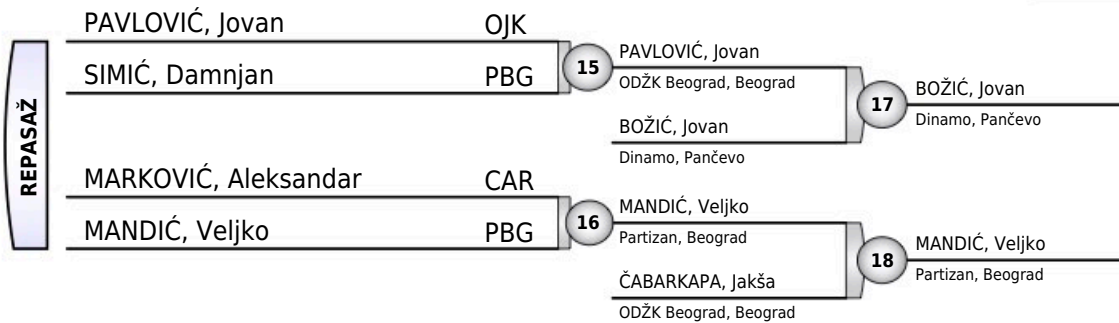 REPASAŽ
PAVLOVIĆ, Jovan OJK
SIMIĆ, Damnjan PBG
MARKOVIĆ, Aleksandar CAR
MANDIĆ, Veljko PBG
15
PAVLOVIĆ, Jovan
ODŽK Beograd, Beograd
BOŽIĆ, Jovan
Dinamo, Pančevo
16
MANDIĆ, Veljko
Partizan, Beograd
ČABARKAPA, Jakša
ODŽK Beograd, Beograd
17
BOŽIĆ, Jovan
Dinamo, Pančevo
18
MANDIĆ, Veljko
Partizan, Beograd